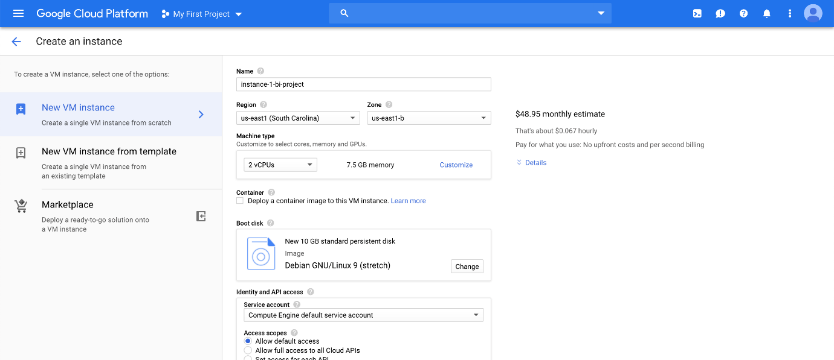 Google Cloud Platform
My First Project
Create an instance
To create a VM instance, select one of the options:
New VM instance
Create a single VM instance from scratch
New VM instance from template
Create a single VM instance from
an existing template
Marketplace
Deploy a ready-to-go solution onto
a VM instance
Name
instance-1-bi-project
Region
Zone
us-east1 (South Carolina)
us-east1-b
Machine type
Customize to select cores, memory and GPUs.
2 vCPUs
7.5 GB memory
Customize
Container
Deploy a container image to this VM instance. Learn more
Boot disk
New 10 GB standard persistent disk
Image
Debian GNU/Linux 9 (stretch)
Change
Identity and API access
Service account
Compute Engine default service account
Access scopes
Allow default access
Allow full access to all Cloud APIs
Set access for each API
$48.95 monthly estimate
That's about $0.067 hourly
Pay for what you use: No upfront costs and per second billing
Details